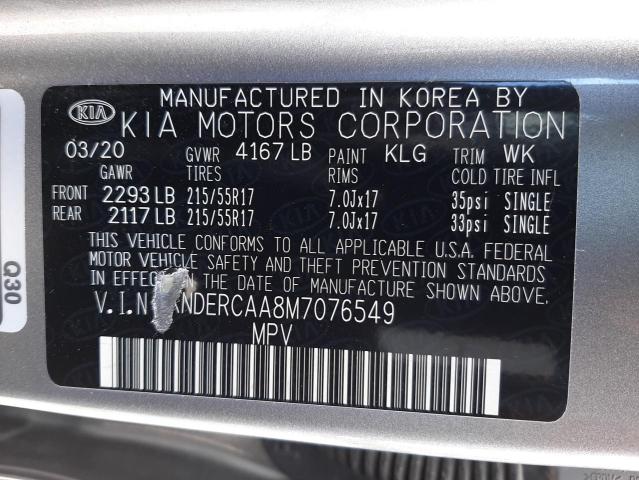 MANUFACTURED IN KOREA BY
KIA KIA MOTORS CORPORATION
03/20 GVWR 4167 LB PAINT KLG TRIM WK
GAWR TIRES RIMS COLD TIRE INFL
FRONT 2293 LB 215/55R17 7.0Jx17 35psi SINGLE
REAR 2117 LB 215/55R17 7.0Jx17 33psi SINGLE
THIS VEHICLE CONFORMS TO ALL APPLICABLE U.S.A. FEDERAL
MOTOR VEHICLE SAFETY AND THEFT PREVENTION STANDARDS
IN EFFECT THE DATE OF MANUFACTURE SHOWN ABOVE.
V.I.N NDERCAA8M7076549
MPV
Q30